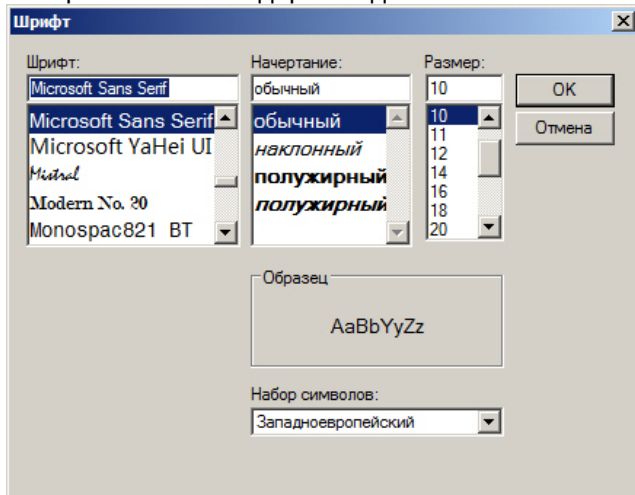 Шрифт
Шрифт:
Microsoft Sans Serif
Microsoft Sans Serif
Microsoft YaHei UI
Mistral
Modern No. 20
Monospac821 BT
Начертание:
обычный
обычный
наклонный
полужирный
полужирный
Размер:
10
10
11
12
14
16
18
20
OK
Отмена
Образец
AaBbYyZz
Набор символов:
Западноевропейский